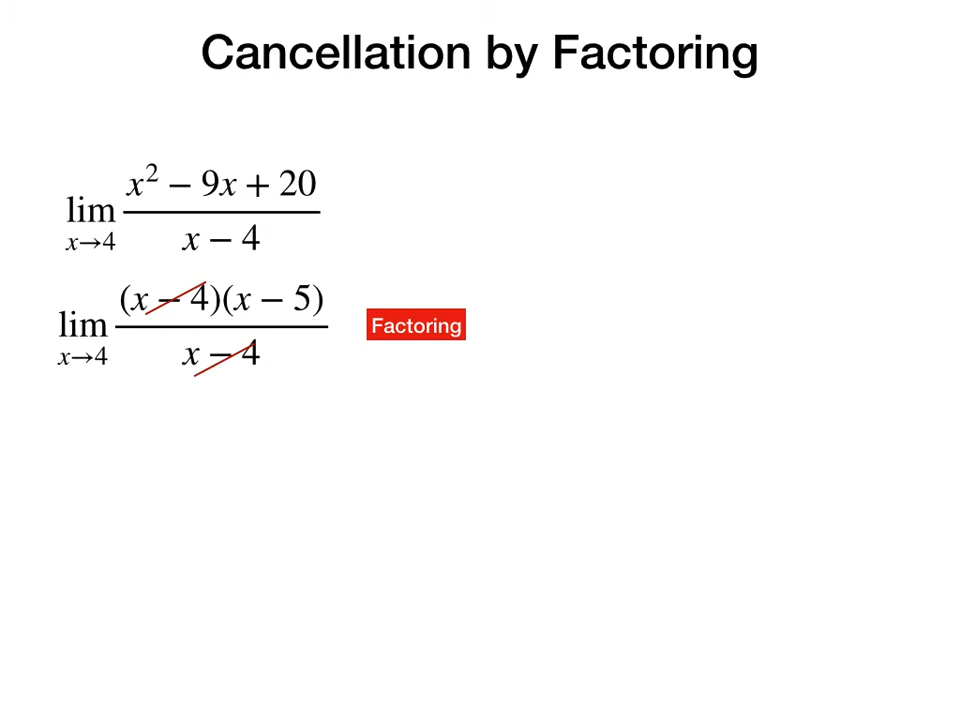 Cancellation by Factoring
lim x→4 (x² − 9x + 20) / (x − 4)
lim x→4 (x − 4)(x − 5) / (x − 4)
Factoring